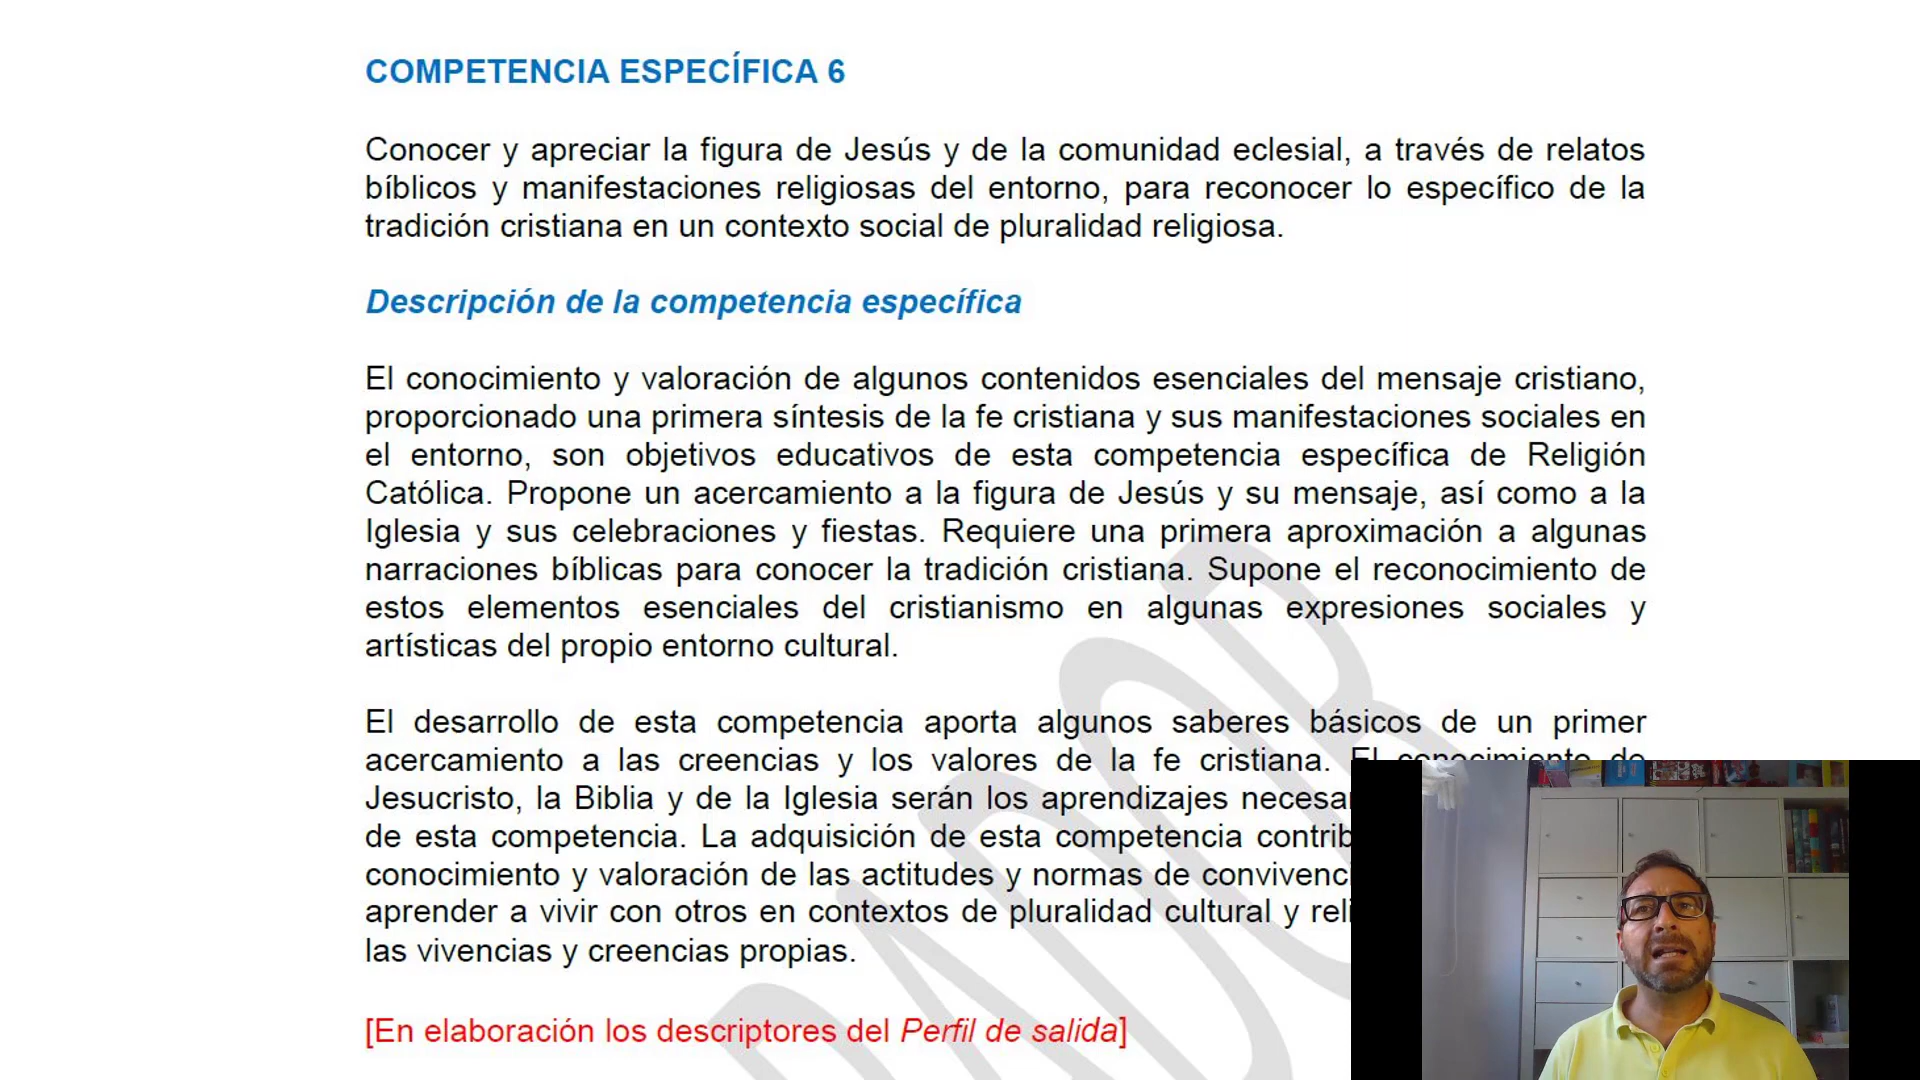 COMPETENCIA ESPECÍFICA 6
Conocer y apreciar la figura de Jesús y de la comunidad eclesial, a través de relatos
bíblicos y manifestaciones religiosas del entorno, para reconocer lo específico de la
tradición cristiana en un contexto social de pluralidad religiosa.
Descripción de la competencia específica
El conocimiento y valoración de algunos contenidos esenciales del mensaje cristiano,
proporcionado una primera síntesis de la fe cristiana y sus manifestaciones sociales en
el entorno, son objetivos educativos de esta competencia específica de Religión
Católica. Propone un acercamiento a la figura de Jesús y su mensaje, así como a la
Iglesia y sus celebraciones y fiestas. Requiere una primera aproximación a algunas
narraciones bíblicas para conocer la tradición cristiana. Supone el reconocimiento de
estos elementos esenciales del cristianismo en algunas expresiones sociales y
artísticas del propio entorno cultural.
El desarrollo de esta competencia aporta algunos saberes básicos de un primer
acercamiento a las creencias y los valores de la fe cristiana. El conocimiento de
Jesucristo, la Biblia y de la Iglesia serán los aprendizajes
de esta competencia. La adquisición de esta competencia
conocimiento y valoración de las actitudes y normas de
aprender a vivir con otros en contextos de pluralidad cultural y
las vivencias y creencias propias.
[En elaboración los descriptores del Perfil de salida]